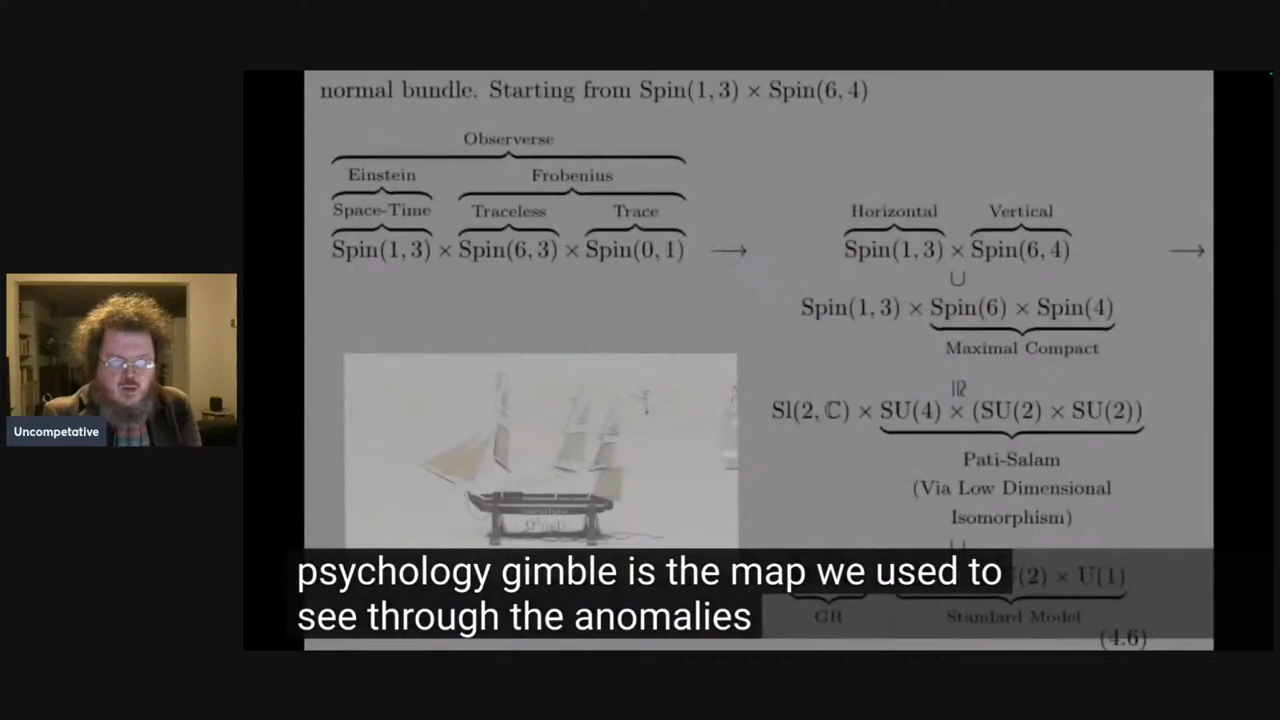 normal bundle. Starting from Spin(1, 3) × Spin(6, 4)
Observerse
Einstein Frobenius
Space-Time Traceless Trace Horizontal Vertical
Spin(1, 3) × Spin(6, 3) × Spin(0, 1) ⟶ Spin(1, 3) × Spin(6, 4) ⟶
∪
Spin(1, 3) × Spin(6) × Spin(4)
Maximal Compact
≅
Sl(2, ℂ) × SU(4) × (SU(2) × SU(2))
Pati-Salam
(Via Low Dimensional
Isomorphism)
∪
(2) × U(1)
GR Standard Model
(4.6)
Uncompetative
psychology gimble is the map we used to
see through the anomalies